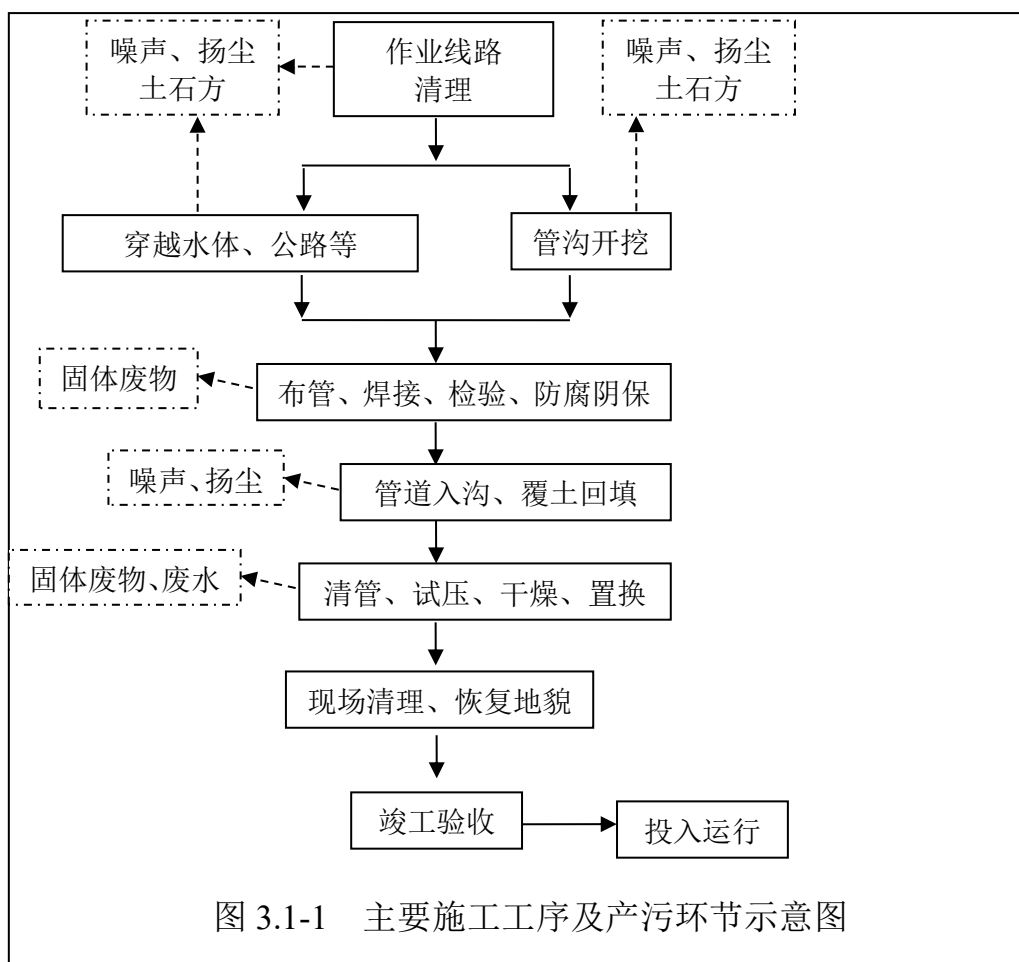 噪声、扬尘
土石方
作业线路
清理
噪声、扬尘
土石方
穿越水体、公路等
管沟开挖
固体废物
布管、焊接、检验、防腐阴保
噪声、扬尘
管道入沟、覆土回填
固体废物、废水
清管、试压、干燥、置换
现场清理、恢复地貌
竣工验收
投入运行
图 3.1-1 主要施工工序及产污环节示意图